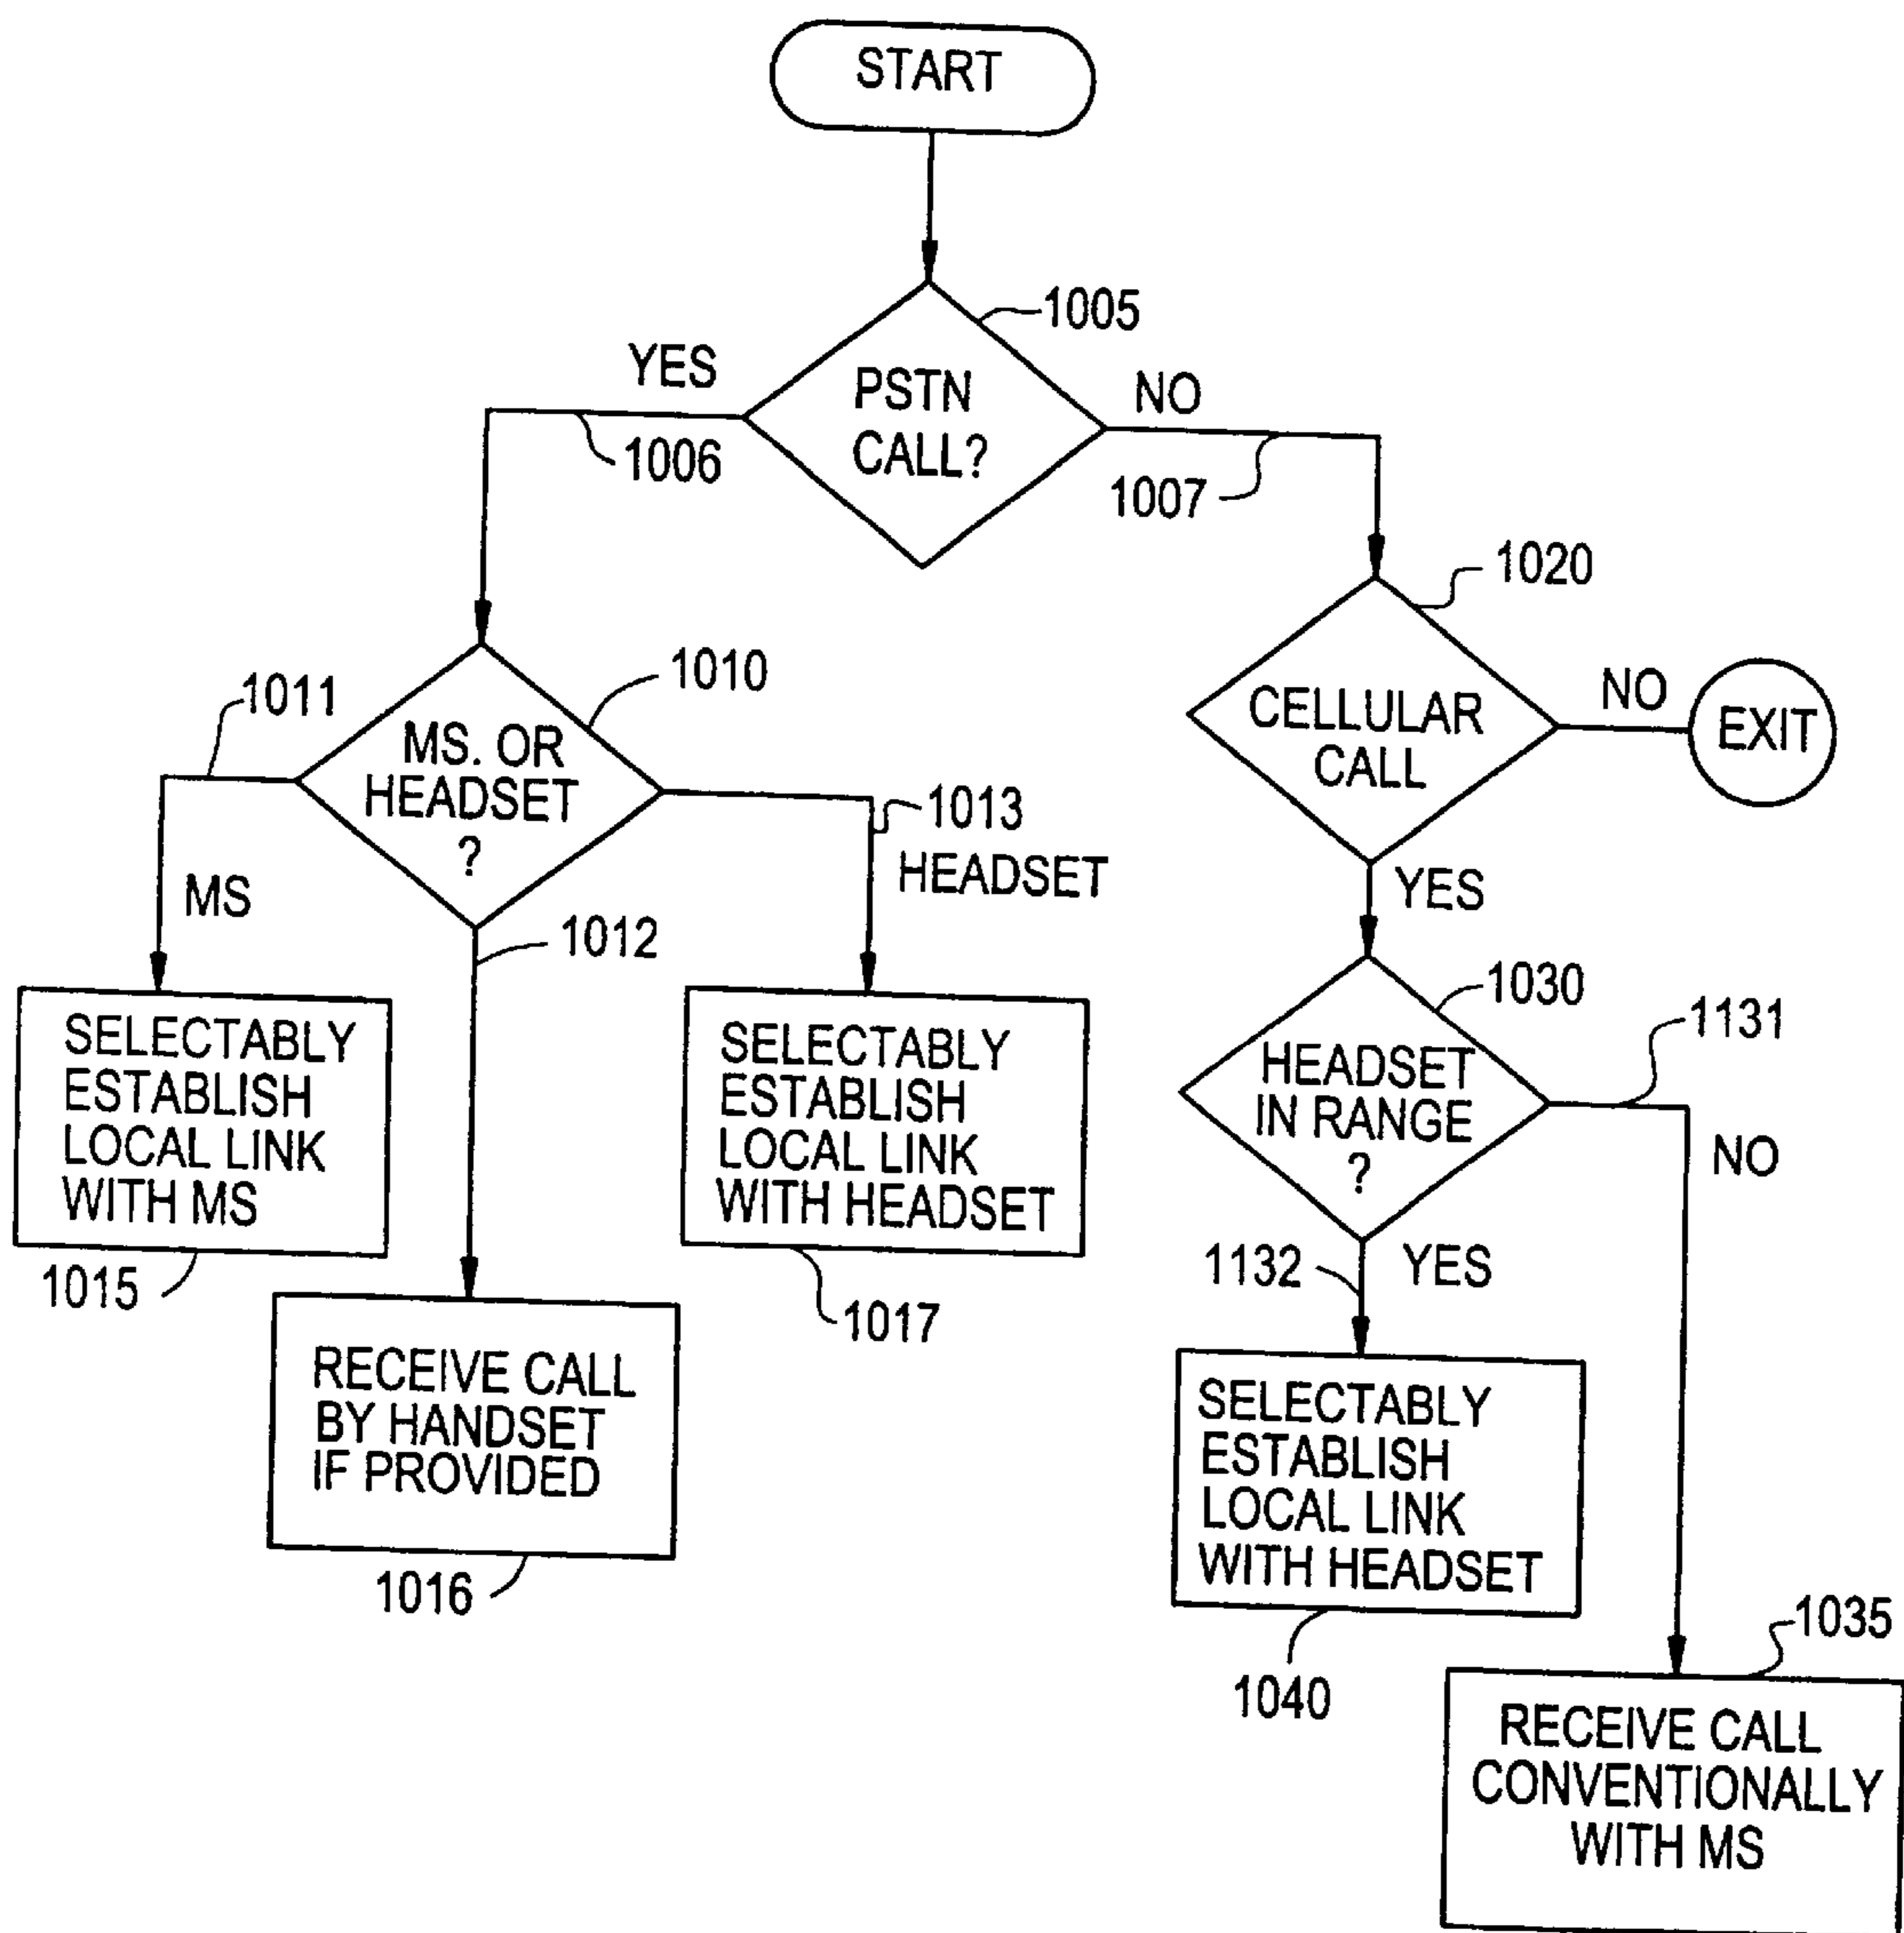 START
1005
YES
PSTN
CALL?
NO
1006
1007
1020
1010
1011
MS. OR
HEADSET
?
CELLULAR
CALL
NO
EXIT
1013
HEADSET
MS
YES
1012
1030
1131
SELECTABLY
ESTABLISH
LOCAL LINK
WITH MS
SELECTABLY
ESTABLISH
LOCAL LINK
WITH HEADSET
HEADSET
IN RANGE
?
NO
1015
1017
1132
YES
RECEIVE CALL
BY HANDSET
IF PROVIDED
SELECTABLY
ESTABLISH
LOCAL LINK
WITH HEADSET
1016
1040
1035
RECEIVE CALL
CONVENTIONALLY
WITH MS